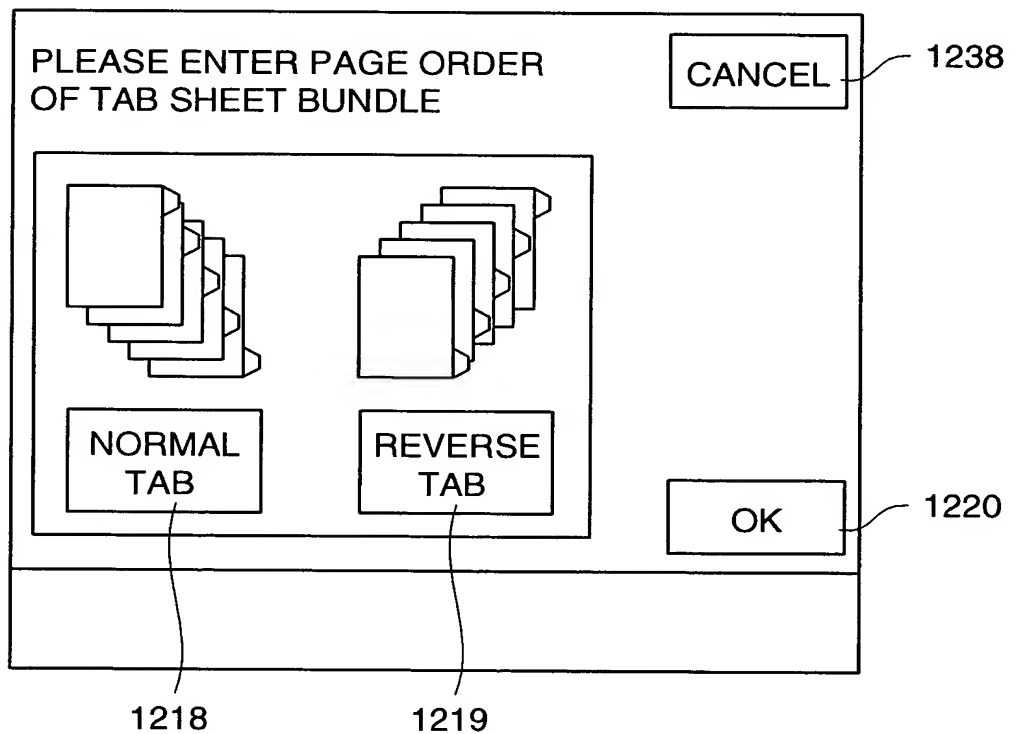 PLEASE ENTER PAGE ORDER
OF TAB SHEET BUNDLE
CANCEL
1238
NORMAL
TAB
REVERSE
TAB
OK
1220
1218
1219